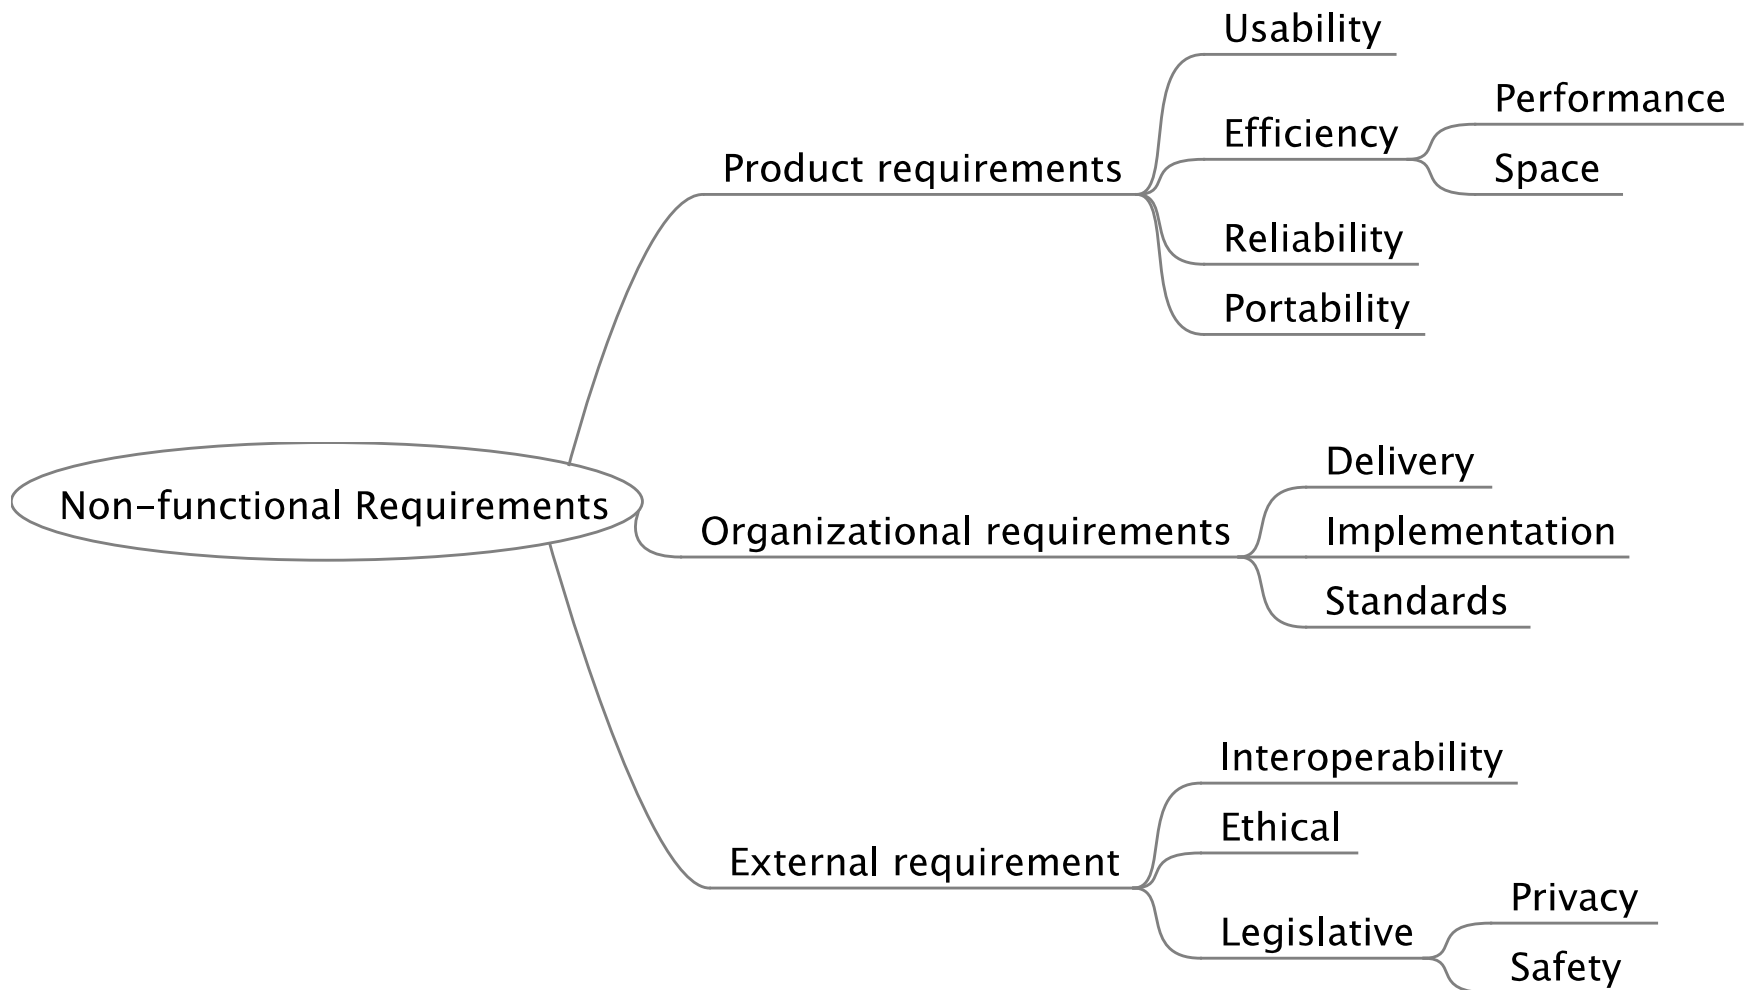 Usability
Performance
Efficiency
Product requirements
Space
Reliability
Portability
Delivery
Non-functional Requirements
Organizational requirements
Implementation
Standards
Interoperability
Ethical
External requirement
Privacy
Legislative
Safety